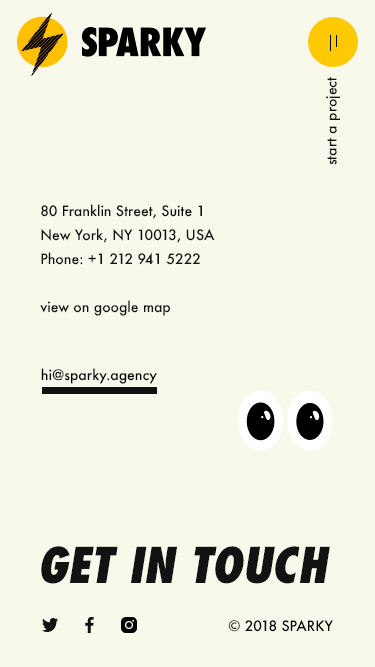 SPARKY
start a project
80 Franklin Street, Suite 1
New York, NY 10013, USA
Phone: +1 212 941 5222
view on google map
hi@sparky.agency
GET IN TOUCH
© 2018 SPARKY